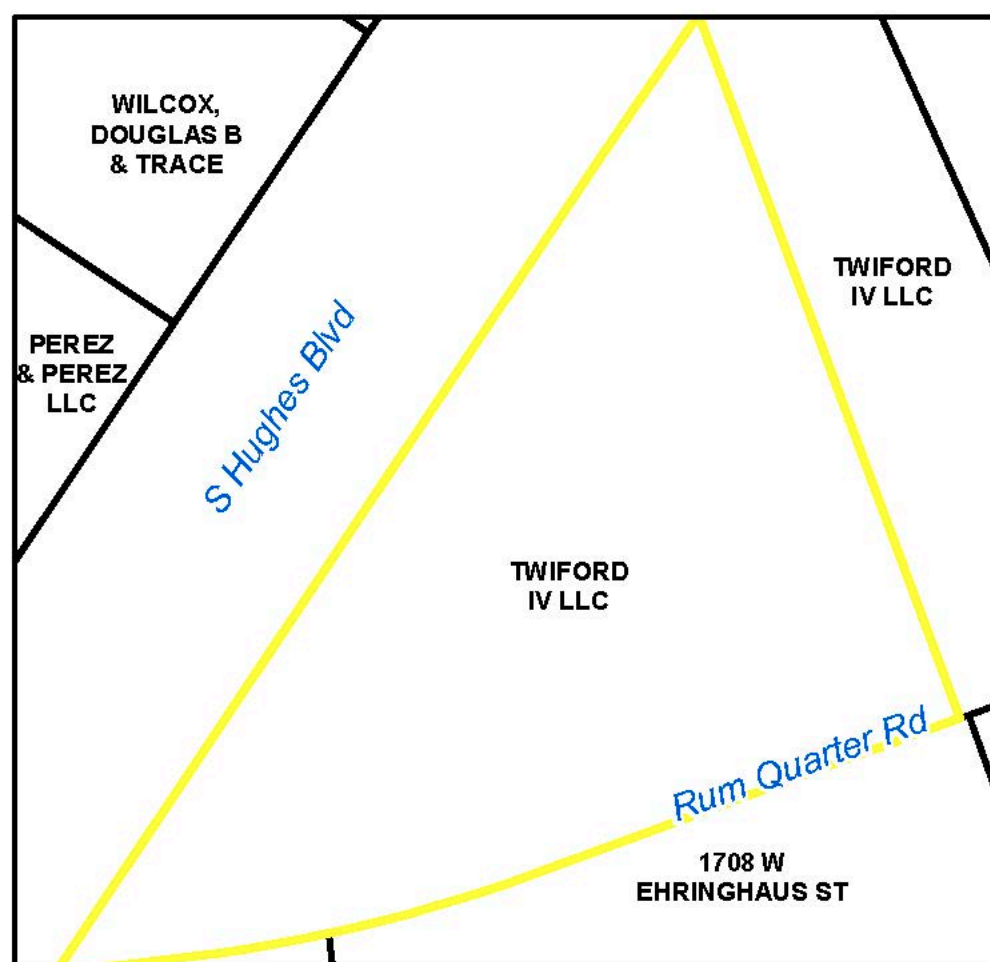 WILCOX,
DOUGLAS B
& TRACE
TWIFORD
IV LLC
PEREZ
& PEREZ
LLC
S Hughes Blvd
TWIFORD
IV LLC
Rum Quarter Rd
1708 W
EHRINGHAUS ST